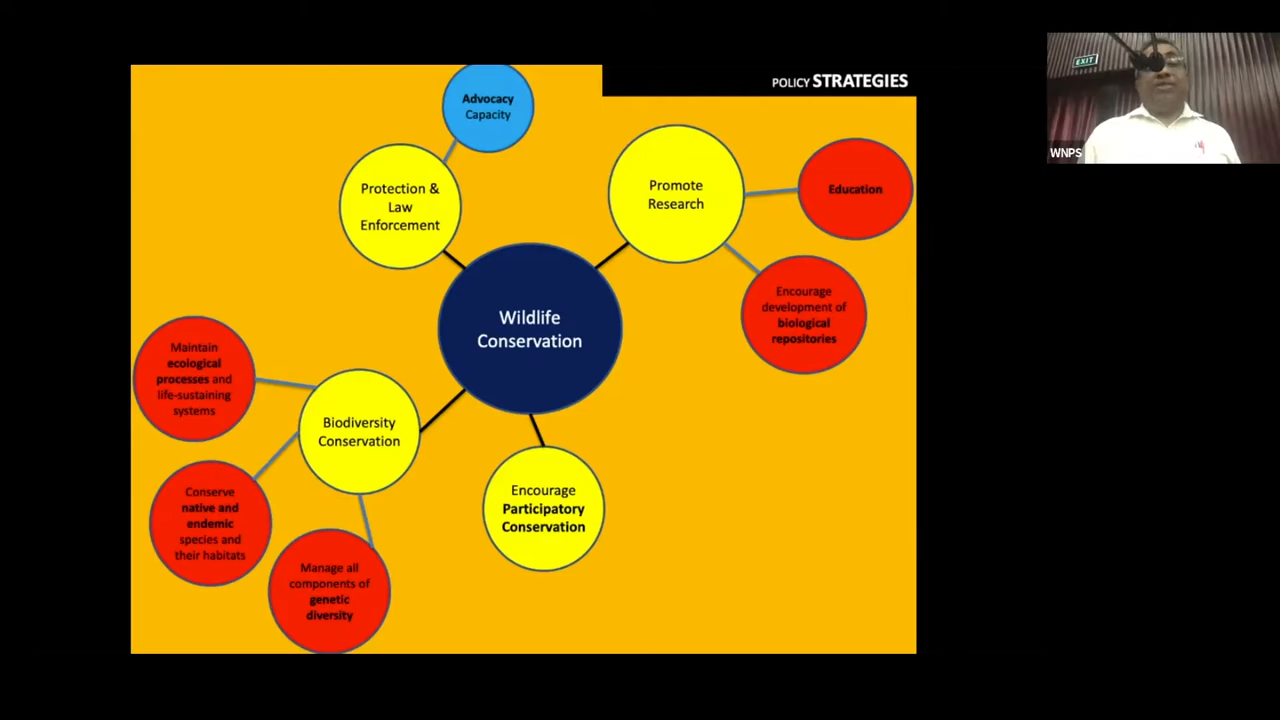 POLICY STRATEGIES
EXIT
WNPS
Advocacy
Capacity
Protection &
Law
Enforcement
Promote
Research
Education
Encourage
development of
biological
repositories
Wildlife
Conservation
Maintain
ecological
processes and
life-sustaining
systems
Biodiversity
Conservation
Conserve
native and
endemic
species and
their habitats
Manage all
components of
genetic
diversity
Encourage
Participatory
Conservation